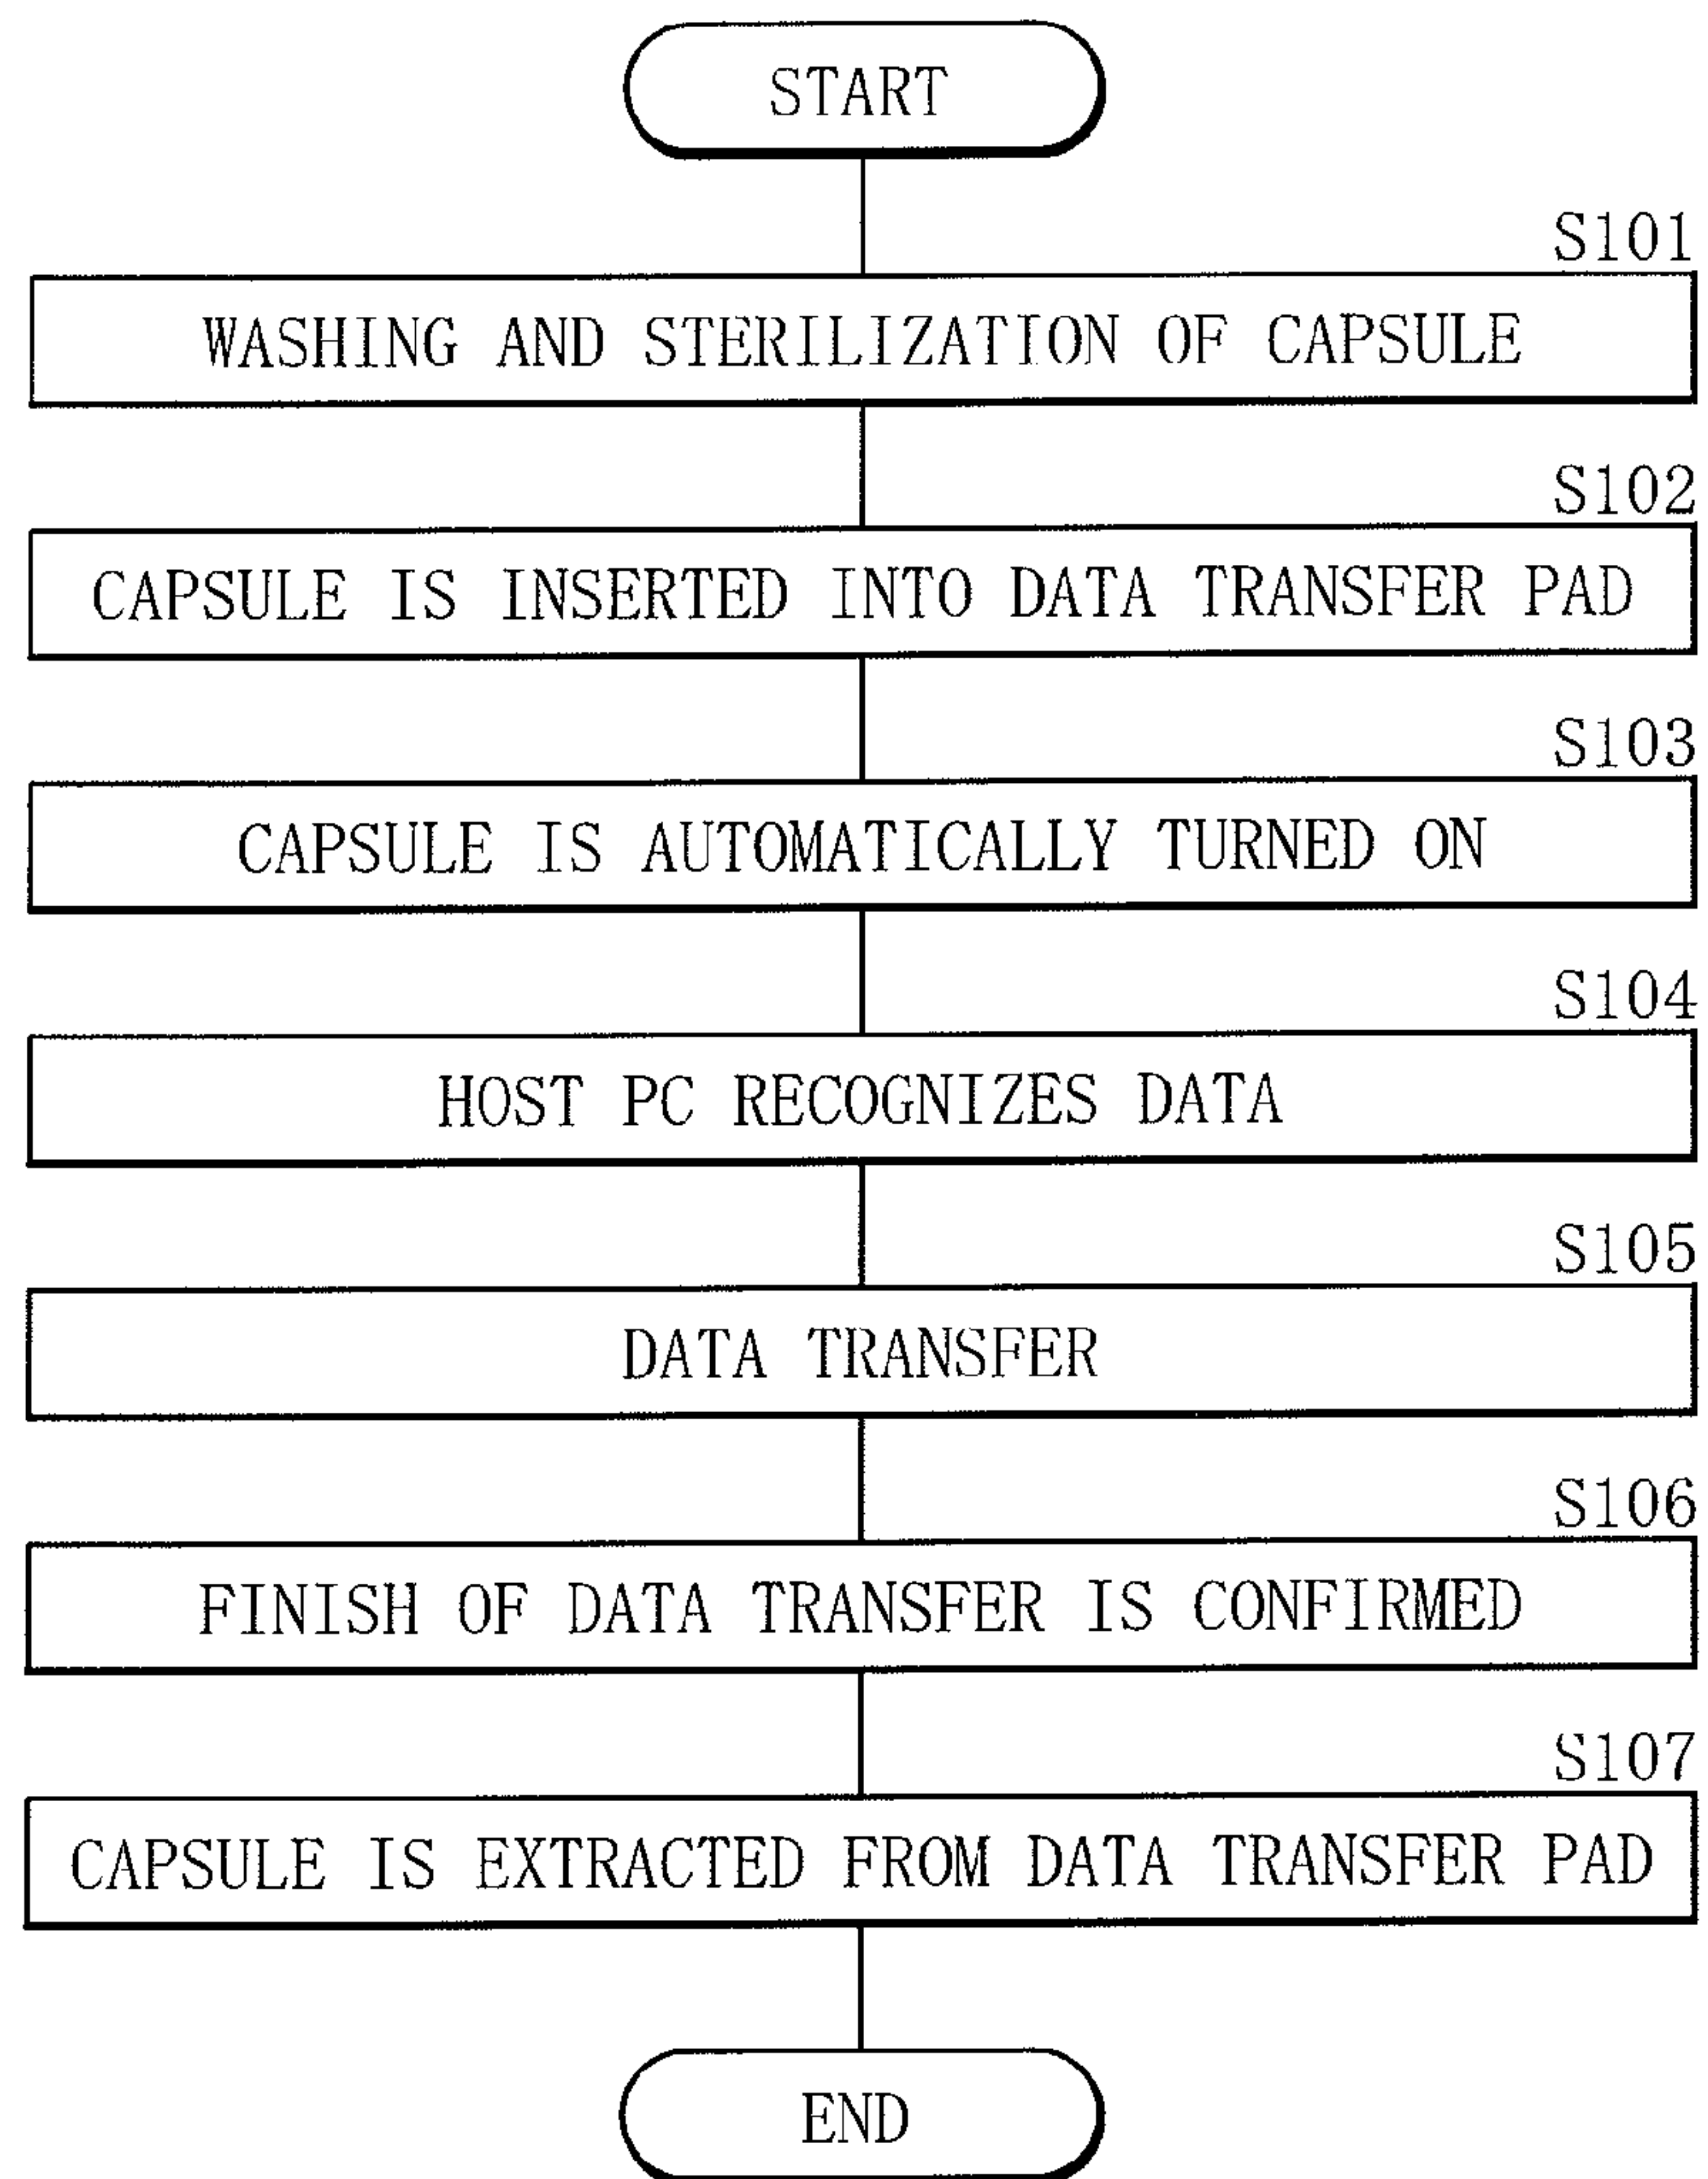 START
S101
WASHING AND STERILIZATION OF CAPSULE
S102
CAPSULE IS INSERTED INTO DATA TRANSFER PAD
S103
CAPSULE IS AUTOMATICALLY TURNED ON
S104
HOST PC RECOGNIZES DATA
S105
DATA TRANSFER
S106
FINISH OF DATA TRANSFER IS CONFIRMED
S107
CAPSULE IS EXTRACTED FROM DATA TRANSFER PAD
END